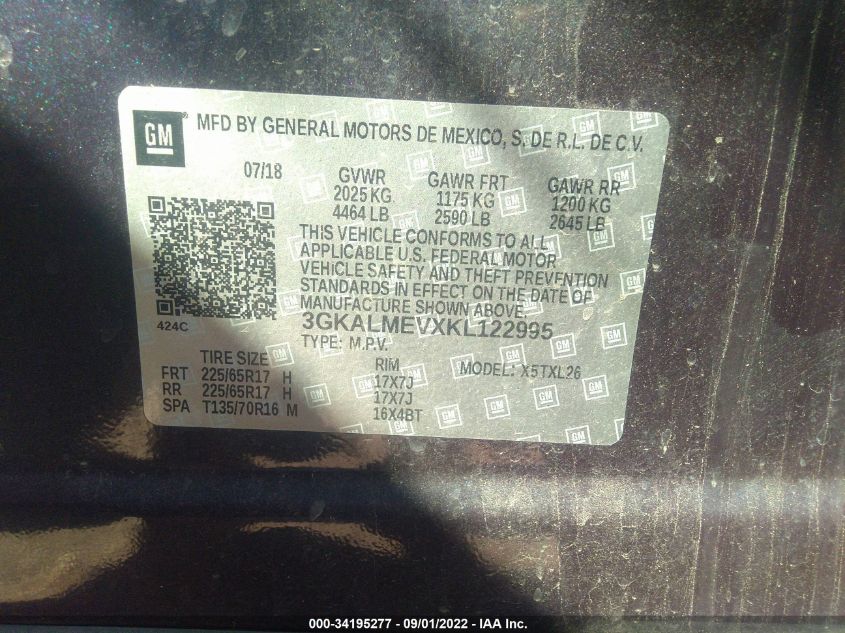 GM ® MFD BY GENERAL MOTORS DE MEXICO, S. DE R.L. DE C.V.
07/18 GVWR GAWR FRT GAWR RR
2025 KG 1175 KG 1200 KG
4464 LB 2590 LB 2645 LB
THIS VEHICLE CONFORMS TO ALL
APPLICABLE U.S. FEDERAL MOTOR
VEHICLE SAFETY AND THEFT PREVENTION
STANDARDS IN EFFECT ON THE DATE OF
MANUFACTURE SHOWN ABOVE.
424C 3GKALMEVXKL122995
TYPE: M.P.V.
TIRE SIZE RIM MODEL: X5TXL26
FRT 225/65R17 H 17X7J
RR 225/65R17 H 17X7J
SPA T135/70R16 M 16X4BT
000-34195277 - 09/01/2022 - IAA Inc.